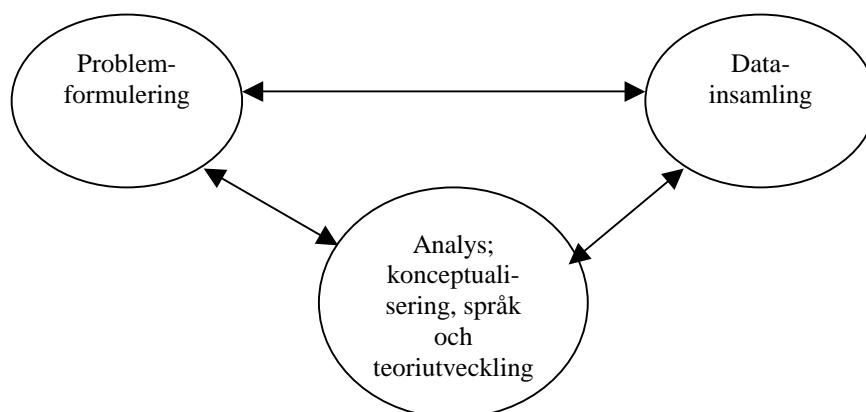 Problem-
formulering
Data-
insamling
Analys;
konceptuali-
sering, språk
och
teoriutveckling